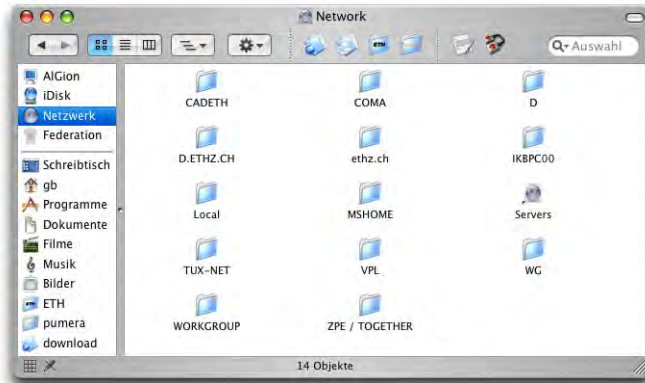 Network
Auswahl
AlGion
iDisk
Netzwerk
Federation
Schreibtisch
gb
Programme
Dokumente
Filme
Musik
Bilder
ETH
pumera
download
CADETH
COMA
D
D.ETHZ.CH
ethz.ch
IKBPC00
Local
MSHOME
Servers
TUX-NET
VPL
WG
WORKGROUP
ZPE / TOGETHER
14 Objekte